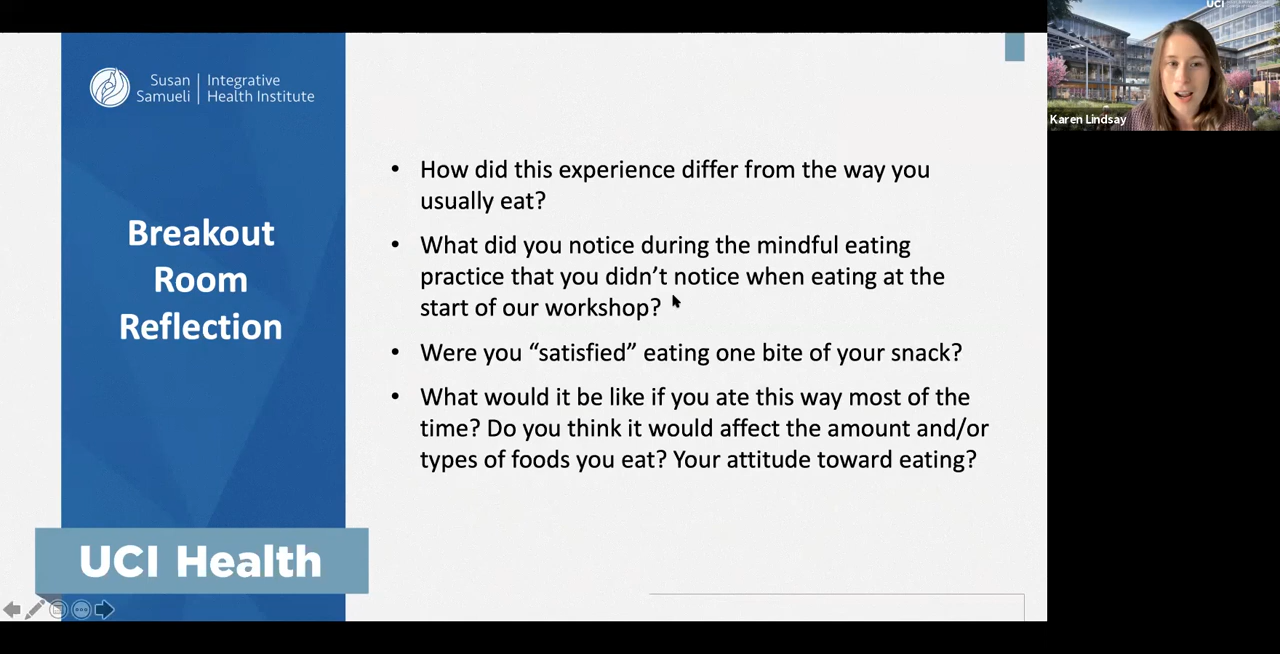 Susan
Samueli
Integrative
Health Institute
Breakout
Room
Reflection
UCI Health
• How did this experience differ from the way you
usually eat?
• What did you notice during the mindful eating
practice that you didn’t notice when eating at the
start of our workshop?
• Were you “satisfied” eating one bite of your snack?
• What would it be like if you ate this way most of the
time? Do you think it would affect the amount and/or
types of foods you eat? Your attitude toward eating?
UCI
Karen Lindsay